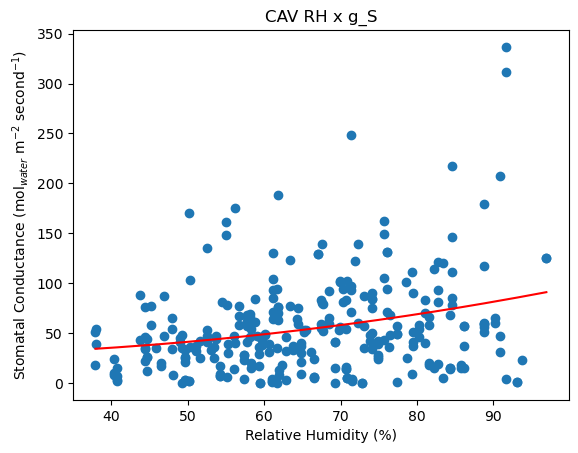 CAV RH x g_S
Stomatal Conductance (mol_water m⁻² second⁻¹)
350
300
250
200
150
100
50
0
40 50 60 70 80 90
Relative Humidity (%)